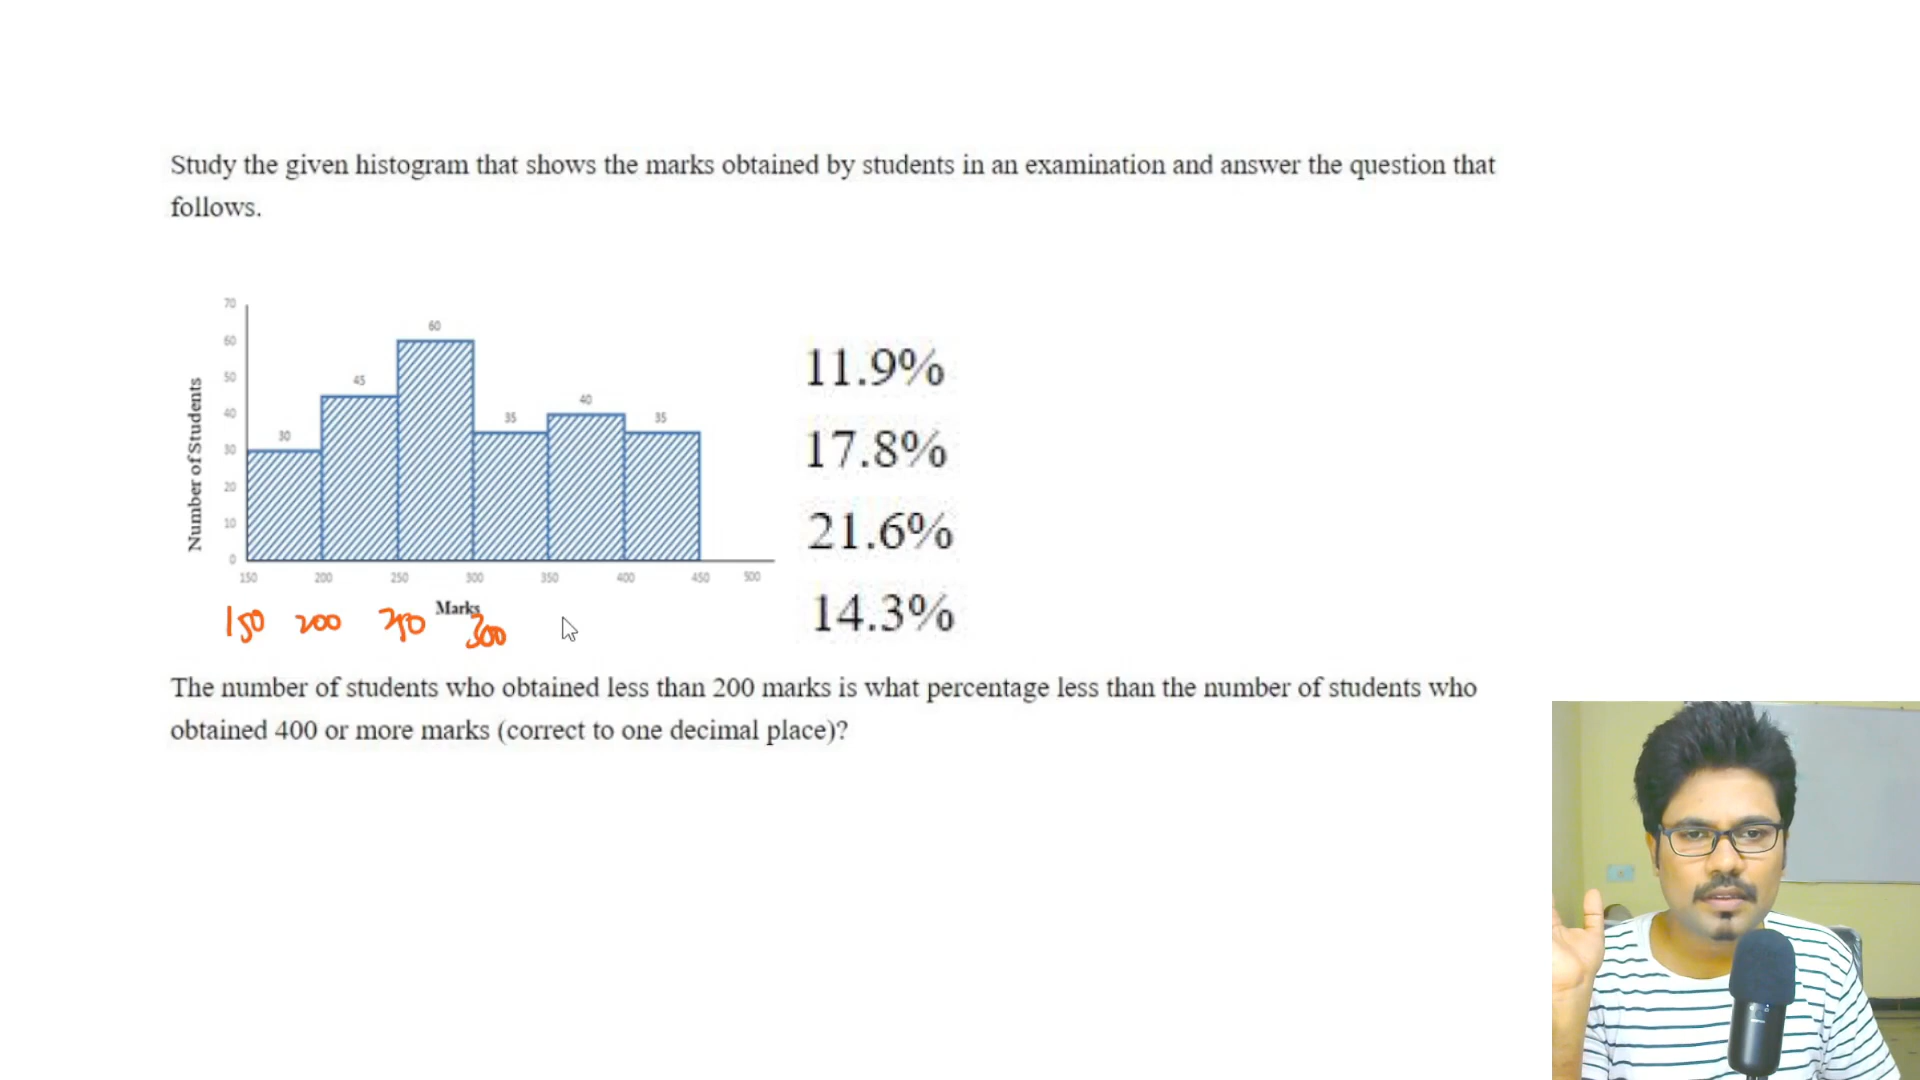 Study the given histogram that shows the marks obtained by students in an examination and answer the question that
follows.
70
60
50
40
30
20
10
0
Number of Students
30
45
60
35
40
35
150 200 250 300 350 400 450 500
Marks
150 200 250 300
11.9%
17.8%
21.6%
14.3%
The number of students who obtained less than 200 marks is what percentage less than the number of students who
obtained 400 or more marks (correct to one decimal place)?